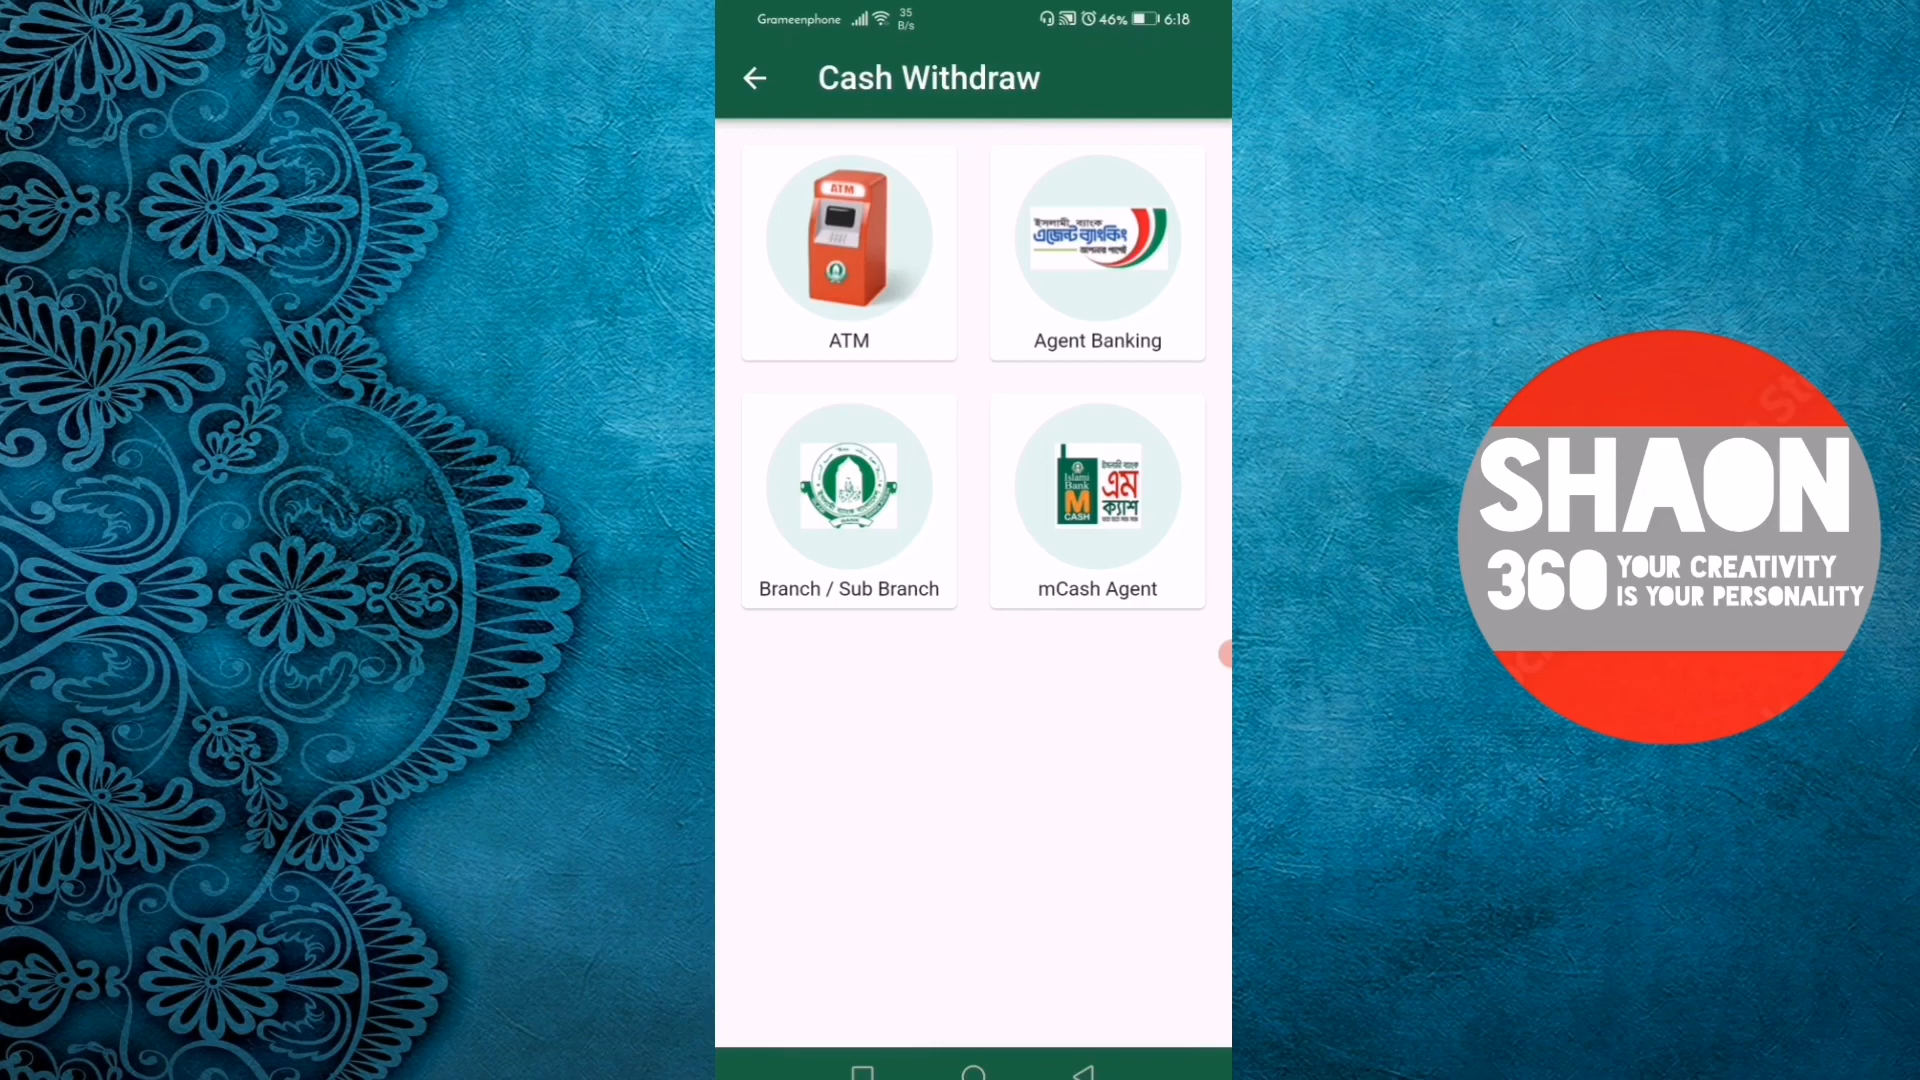 Grameenphone
35
B/s
46%
6:18
Cash Withdraw
ATM
ইসলামী ব্যাংক
এজেন্ট ব্যাংকিং
আপনার পাশেই
ATM
Agent Banking
Islami
Bank
M
CASH
ইসলামী ব্যাংক
এম
ক্যাশ
Branch / Sub Branch
mCash Agent
SHAON
360 YOUR CREATIVITY
IS YOUR PERSONALITY